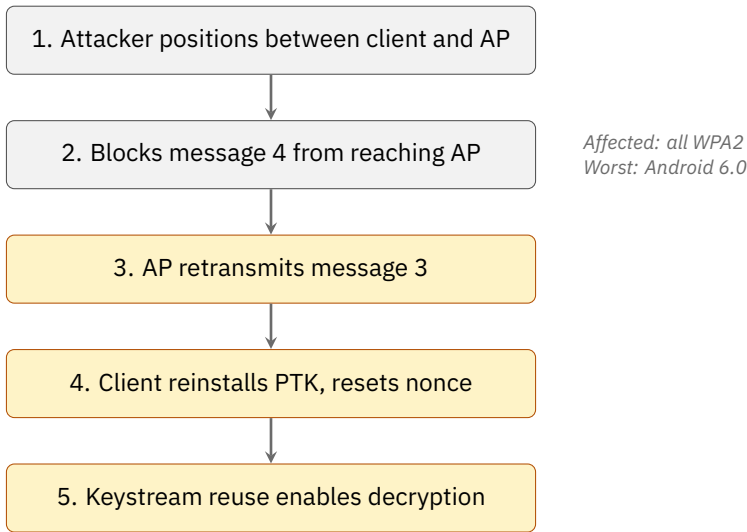 1. Attacker positions between client and AP
2. Blocks message 4 from reaching AP
Affected: all WPA2
Worst: Android 6.0
3. AP retransmits message 3
4. Client reinstalls PTK, resets nonce
5. Keystream reuse enables decryption